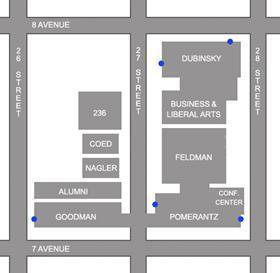 8 AVENUE
26 STREET
27 STREET
28 STREET
DUBINSKY
236
BUSINESS &
LIBERAL ARTS
COED
FELDMAN
NAGLER
ALUMNI
CONF.
CENTER
GOODMAN
POMERANTZ
7 AVENUE